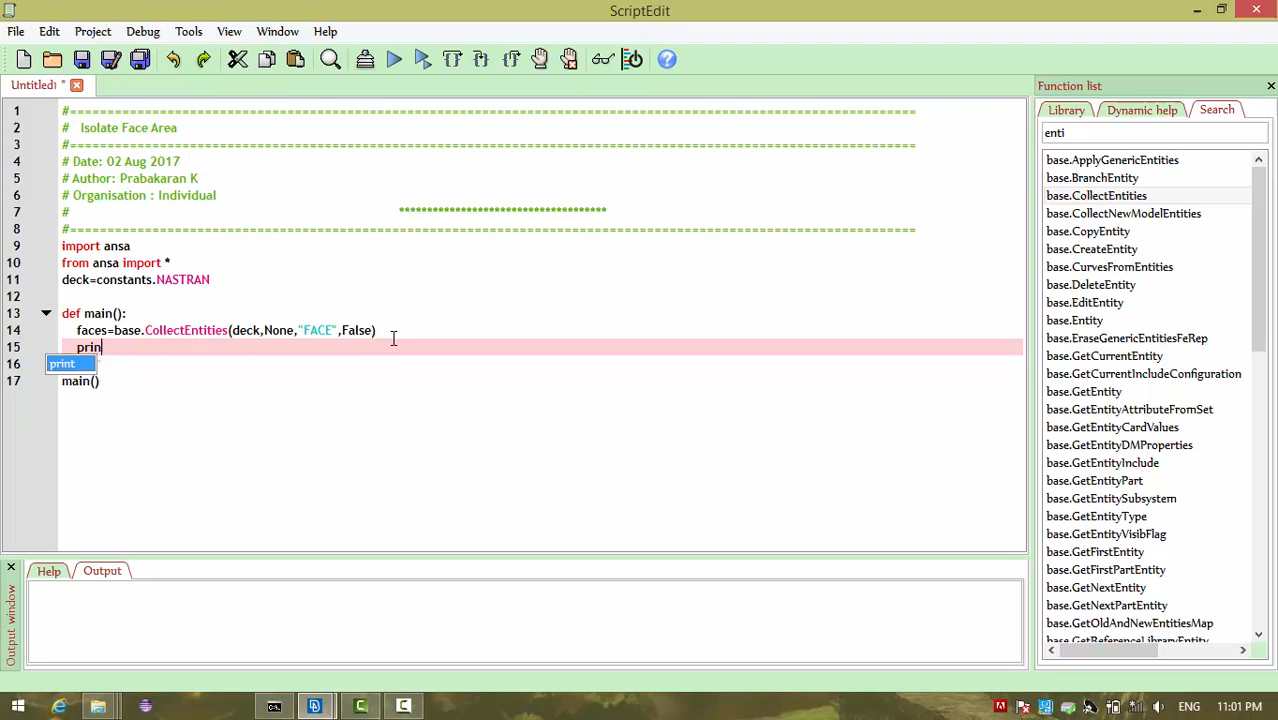 ScriptEdit
File Edit Project Debug Tools View Window Help
Untitled1 *
1 #==================================================================================================
2 # Isolate Face Area
3 #==================================================================================================
4 # Date: 02 Aug 2017
5 # Author: Prabakaran K
6 # Organisation : Individual
7 # *************************************
8 #==================================================================================================
9 import ansa
10 from ansa import *
11 deck=constants.NASTRAN
12
13 def main():
14 faces=base.CollectEntities(deck,None,"FACE",False)
15 prin
16 print
17 main()
Function list
Library Dynamic help Search
enti
base.ApplyGenericEntities
base.BranchEntity
base.CollectEntities
base.CollectNewModelEntities
base.CopyEntity
base.CreateEntity
base.CurvesFromEntities
base.DeleteEntity
base.EditEntity
base.Entity
base.EraseGenericEntitiesFeRep
base.GetCurrentEntity
base.GetCurrentIncludeConfiguration
base.GetEntity
base.GetEntityAttributeFromSet
base.GetEntityCardValues
base.GetEntityDMProperties
base.GetEntityInclude
base.GetEntityPart
base.GetEntitySubsystem
base.GetEntityType
base.GetEntityVisibFlag
base.GetFirstEntity
base.GetFirstPartEntity
base.GetNextEntity
base.GetNextPartEntity
base.GetOldAndNewEntitiesMap
base.GetReferenceLibraryEntity
Output window
Help Output
ENG 11:01 PM